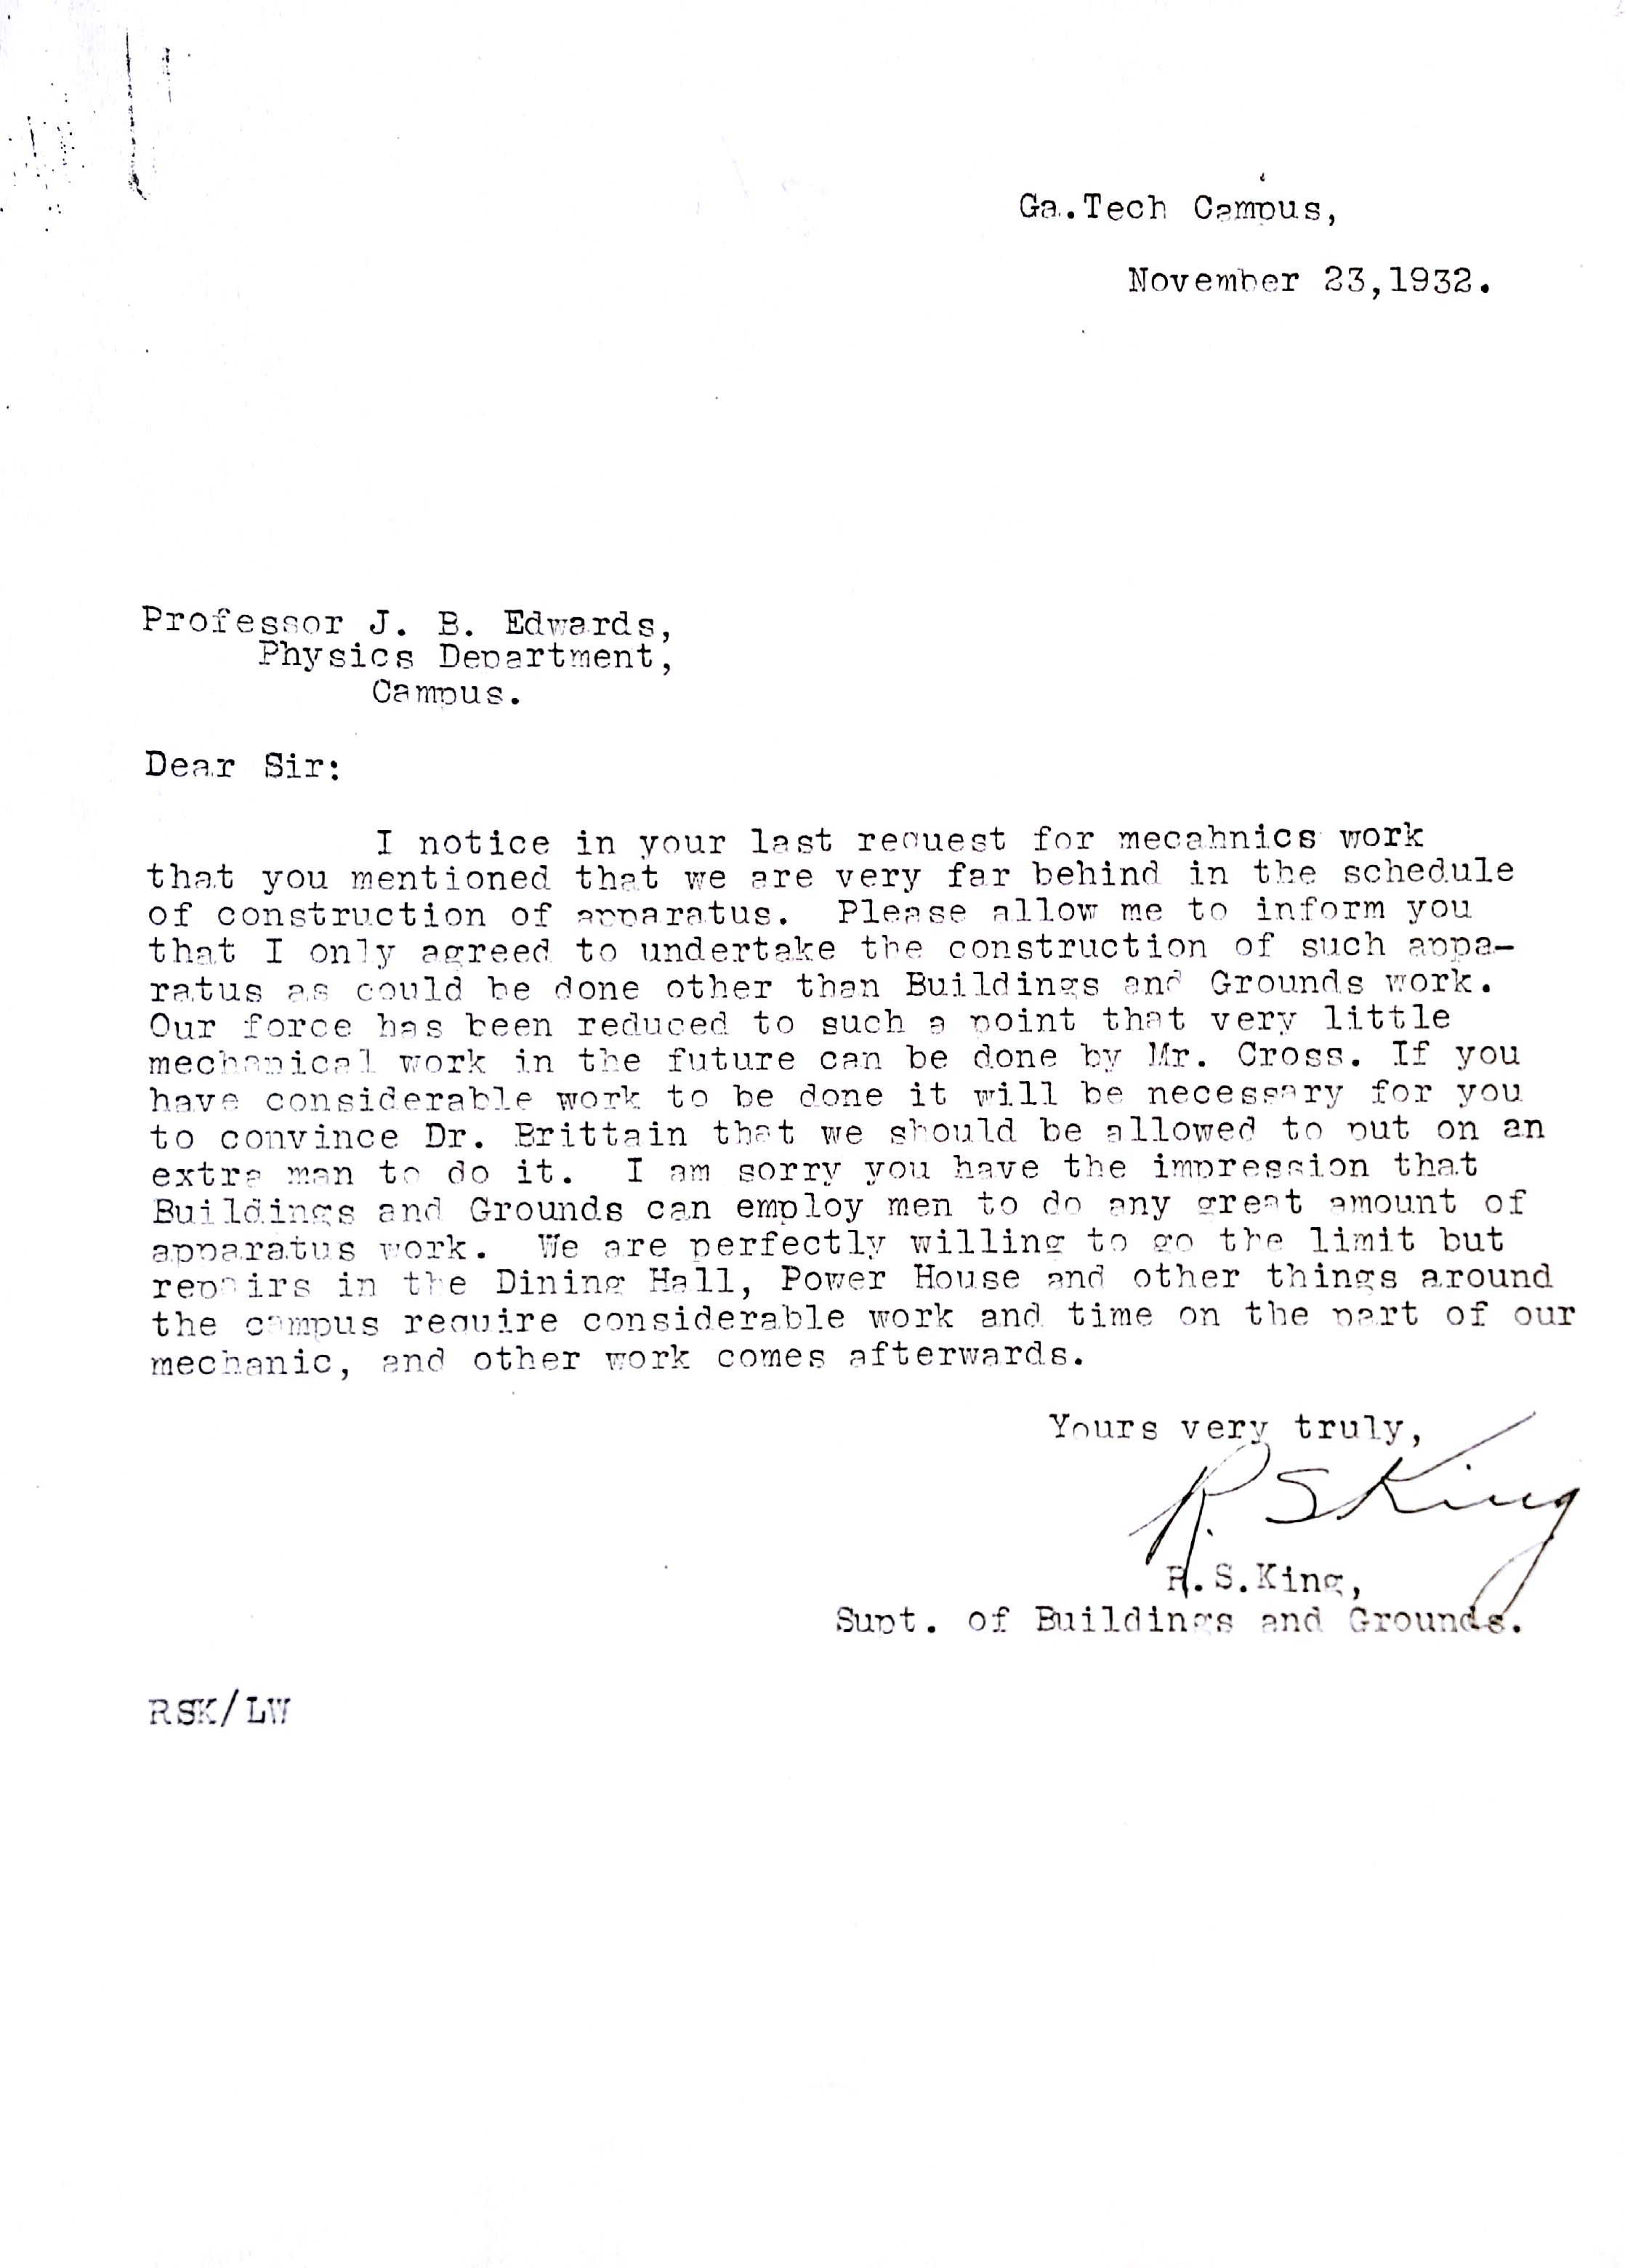 Ga.Tech Campus,
November 23,1932.
Professor J. B. Edwards,
Physics Department,
Campus.
Dear Sir:
I notice in your last request for mecahnics work
that you mentioned that we are very far behind in the schedule
of construction of apparatus. Please allow me to inform you
that I only agreed to undertake the construction of such appa-
ratus as could be done other than Buildings and Grounds work.
Our force has been reduced to such a point that very little
mechanical work in the future can be done by Mr. Cross. If you
have considerable work to be done it will be necessary for you
to convince Dr. Brittain that we should be allowed to put on an
extra man to do it. I am sorry you have the impression that
Buildings and Grounds can employ men to do any great amount of
apparatus work. We are perfectly willing to go the limit but
repairs in the Dining Hall, Power House and other things around
the campus require considerable work and time on the part of our
mechanic, and other work comes afterwards.
Yours very truly,
R. S King
R.S.King,
Supt. of Buildings and Grounds.
RSK/LW